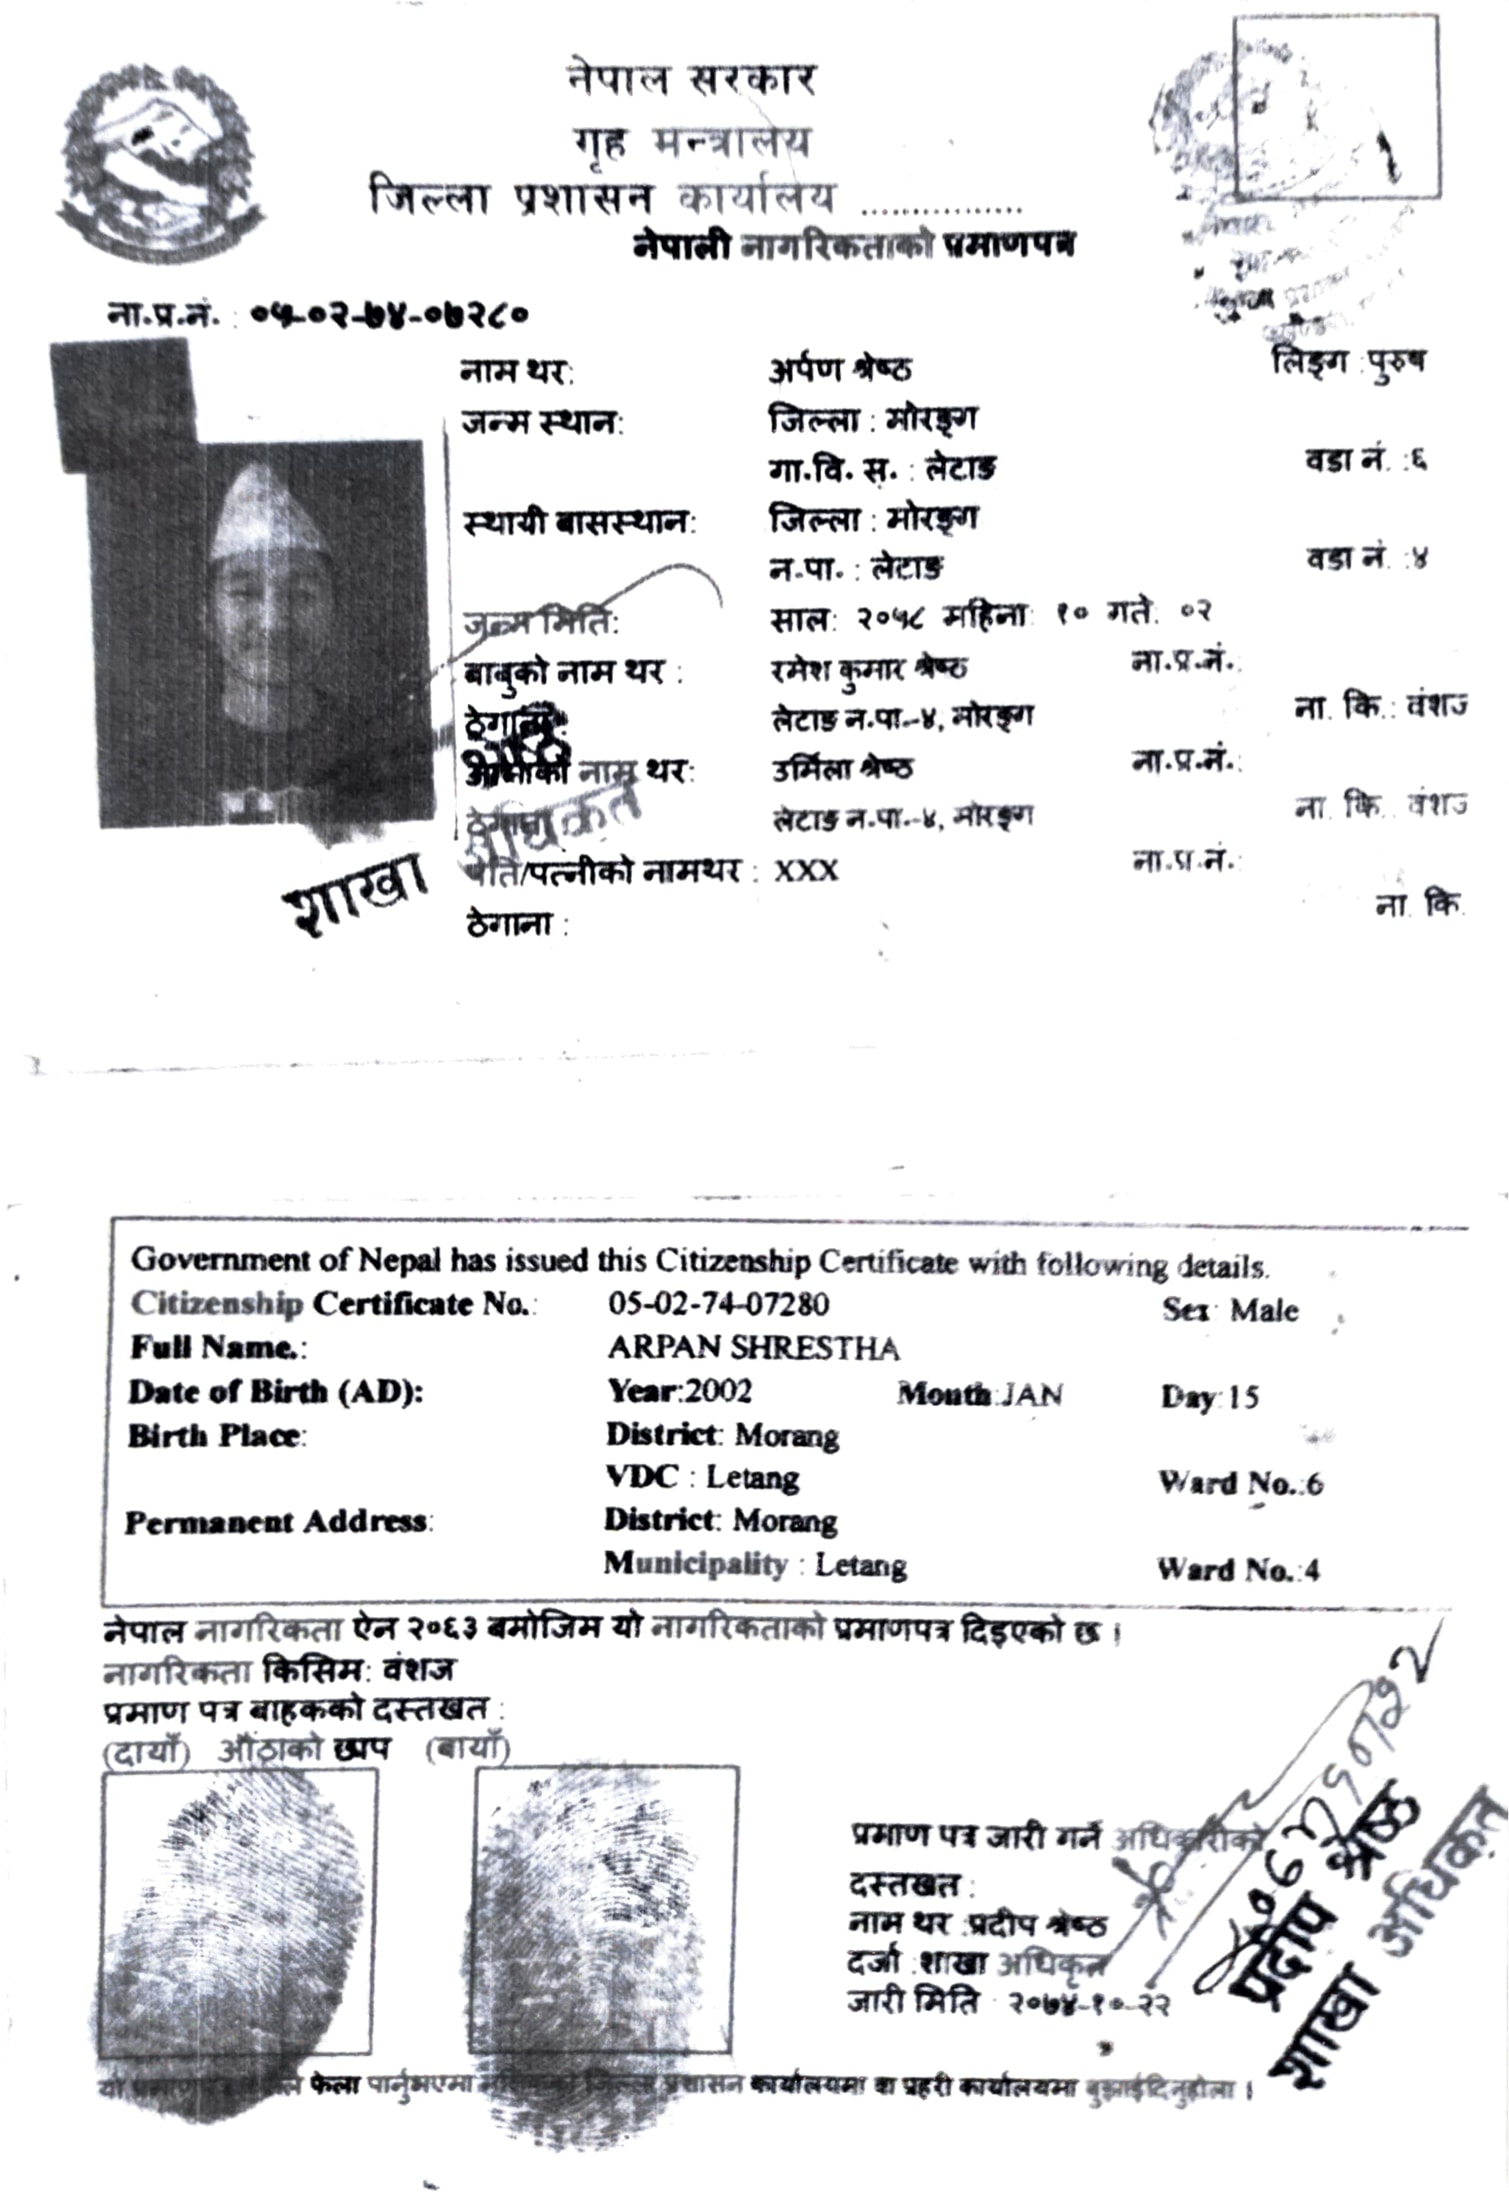 नेपाल सरकार
गृह मन्त्रालय
जिल्ला प्रशासन कार्यालय ................
नेपाली नागरिकताको प्रमाणपत्र
ना.प्र.नं. : ०५-०२-७४-०७२८०
नाम थर: अर्पण श्रेष्ठ लिङ्ग : पुरुष
जन्म स्थान: जिल्ला : मोरङ्ग
गा.वि. स. : लेटाङ वडा नं. :६
स्थायी बासस्थान: जिल्ला : मोरङ्ग
न.पा. : लेटाङ वडा नं. :४
जन्म मिति: साल: २०५८ महिना: १० गते: ०२
बाबुको नाम थर : रमेश कुमार श्रेष्ठ ना.प्र.नं.:
ठेगाना: लेटाङ न.पा.-४, मोरङ्ग ना. कि.: वंशज
आमाको नाम थर: उर्मिला श्रेष्ठ ना.प्र.नं.:
ठेगाना लेटाङ न.पा.-४, मोरङ्ग ना. कि.: वंशज
पति/पत्नीको नामथर : XXX ना.प्र.नं.:
ठेगाना : ना. कि.
शाखा अधिकृत
Government of Nepal has issued this Citizenship Certificate with following details.
Citizenship Certificate No.: 05-02-74-07280 Sex: Male
Full Name.: ARPAN SHRESTHA
Date of Birth (AD): Year:2002 Month:JAN Day:15
Birth Place: District: Morang
VDC : Letang Ward No.:6
Permanent Address: District: Morang
Municipality : Letang Ward No.:4
नेपाल नागरिकता ऐन २०६३ बमोजिम यो नागरिकताको प्रमाणपत्र दिइएको छ ।
नागरिकता किसिम: वंशज
प्रमाण पत्र बाहकको दस्तखत :
(दायाँ) औंठाको छाप (बायाँ)
प्रमाण पत्र जारी गर्ने अधिकारीको
दस्तखत :
नाम थर :प्रदीप श्रेष्ठ
दर्जा :शाखा अधिकृत
जारी मिति : २०७४-१०-२२
प्रदीप श्रेष्ठ
शाखा अधिकृत
यो फेला पार्नुभएमा जिल्ला प्रशासन कार्यालयमा वा प्रहरी कार्यालयमा बुझाईदिनुहोला ।